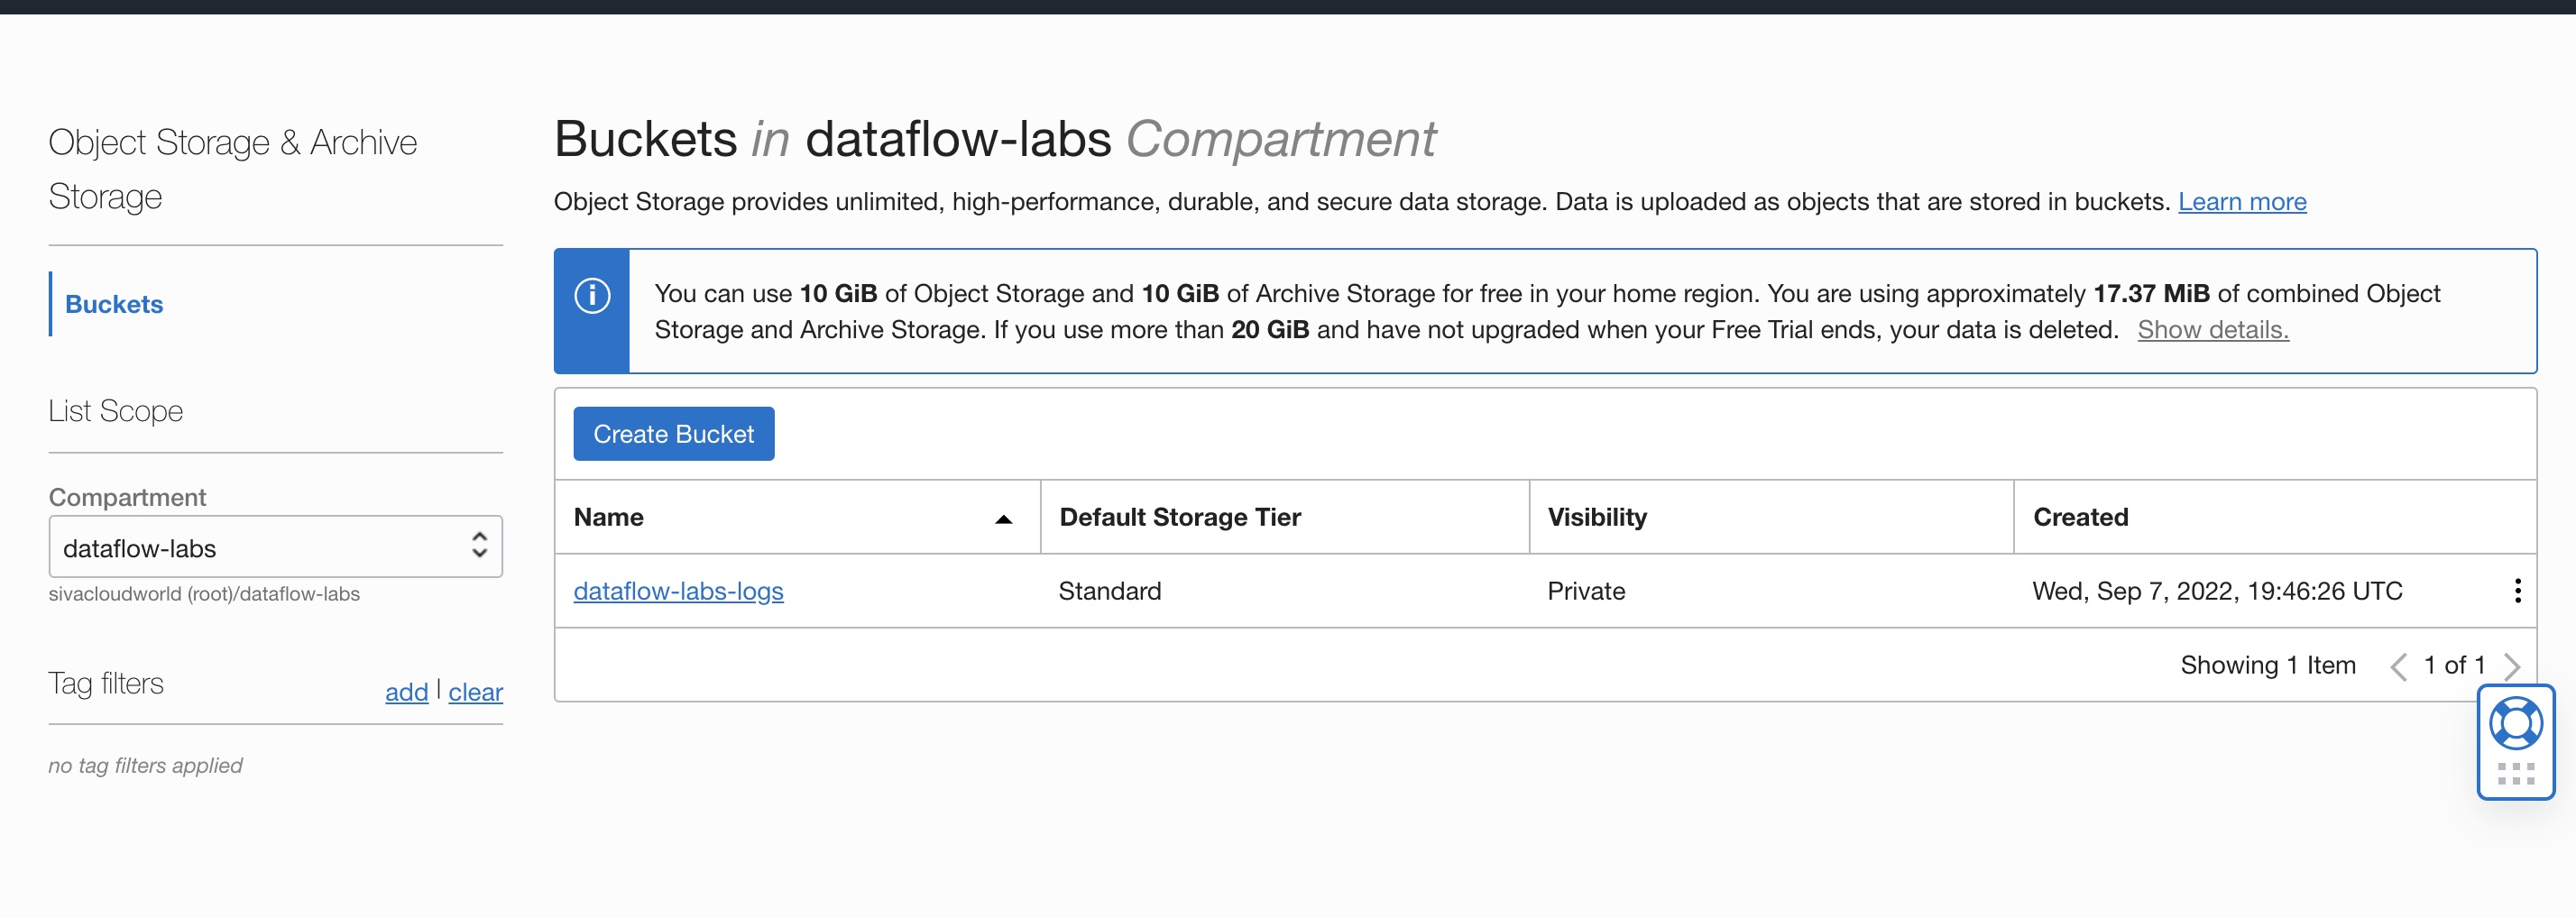 Object Storage & Archive
Storage
Buckets
List Scope
Compartment
dataflow-labs
sivacloudworld (root)/dataflow-labs
Tag filters
add | clear
no tag filters applied
Buckets in dataflow-labs Compartment
Object Storage provides unlimited, high-performance, durable, and secure data storage. Data is uploaded as objects that are stored in buckets. Learn more
You can use 10 GiB of Object Storage and 10 GiB of Archive Storage for free in your home region. You are using approximately 17.37 MiB of combined Object
Storage and Archive Storage. If you use more than 20 GiB and have not upgraded when your Free Trial ends, your data is deleted. Show details.
Create Bucket
Name Default Storage Tier Visibility Created
dataflow-labs-logs Standard Private Wed, Sep 7, 2022, 19:46:26 UTC
Showing 1 Item 1 of 1